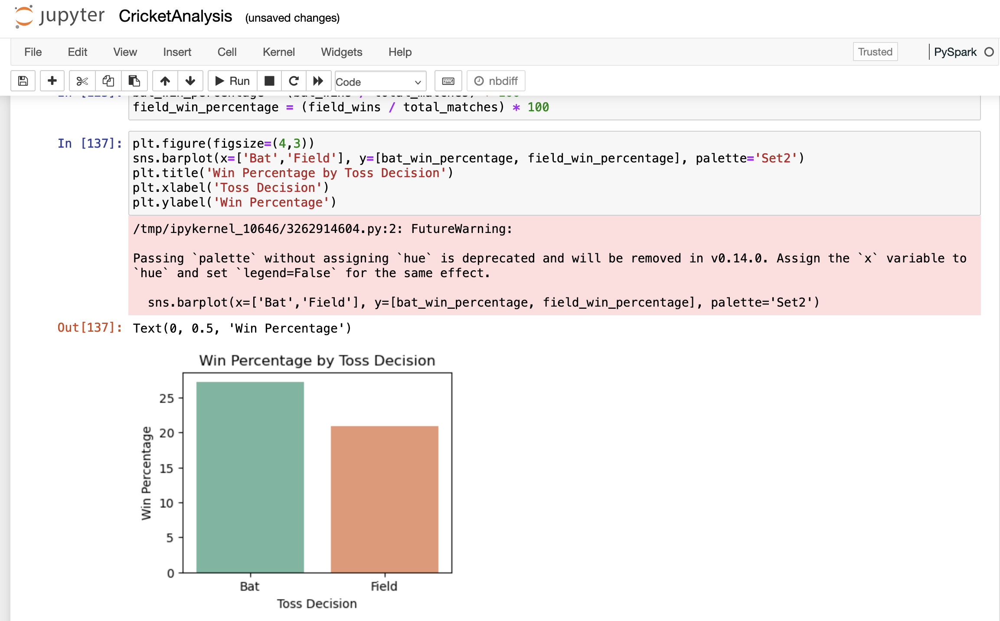 jupyter CricketAnalysis (unsaved changes)
File Edit View Insert Cell Kernel Widgets Help Trusted PySpark
Run Code nbdiff
field_win_percentage = (field_wins / total_matches) * 100
In [137]: plt.figure(figsize=(4,3))
sns.barplot(x=['Bat','Field'], y=[bat_win_percentage, field_win_percentage], palette='Set2')
plt.title('Win Percentage by Toss Decision')
plt.xlabel('Toss Decision')
plt.ylabel('Win Percentage')
/tmp/ipykernel_10646/3262914604.py:2: FutureWarning:
Passing `palette` without assigning `hue` is deprecated and will be removed in v0.14.0. Assign the `x` variable to
`hue` and set `legend=False` for the same effect.
sns.barplot(x=['Bat','Field'], y=[bat_win_percentage, field_win_percentage], palette='Set2')
Out[137]: Text(0, 0.5, 'Win Percentage')
Win Percentage by Toss Decision
25
20
15
10
5
0
Win Percentage
Bat Field
Toss Decision